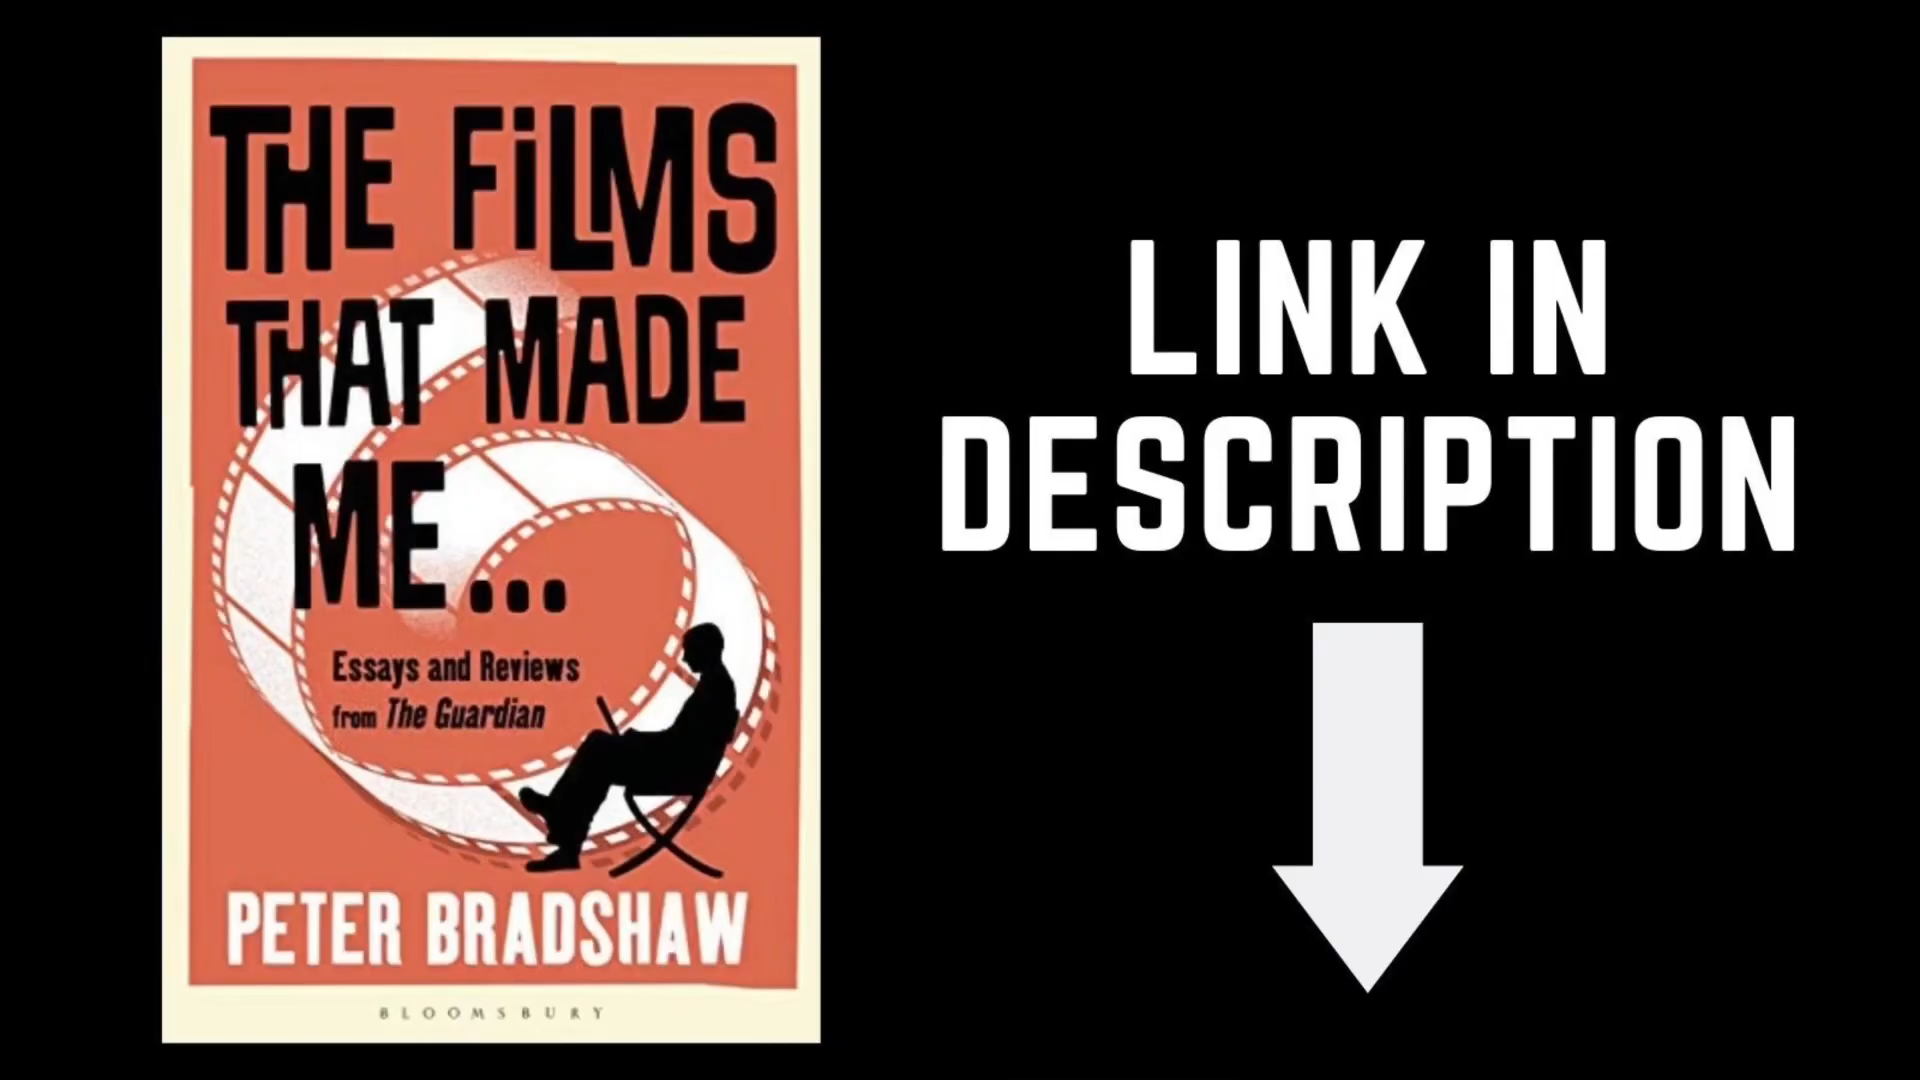 THE FiLMS
THAT MADE
ME...
Essays and Reviews
from The Guardian
PETER BRADSHAW
BLOOMSBURY
LINK IN
DESCRIPTION